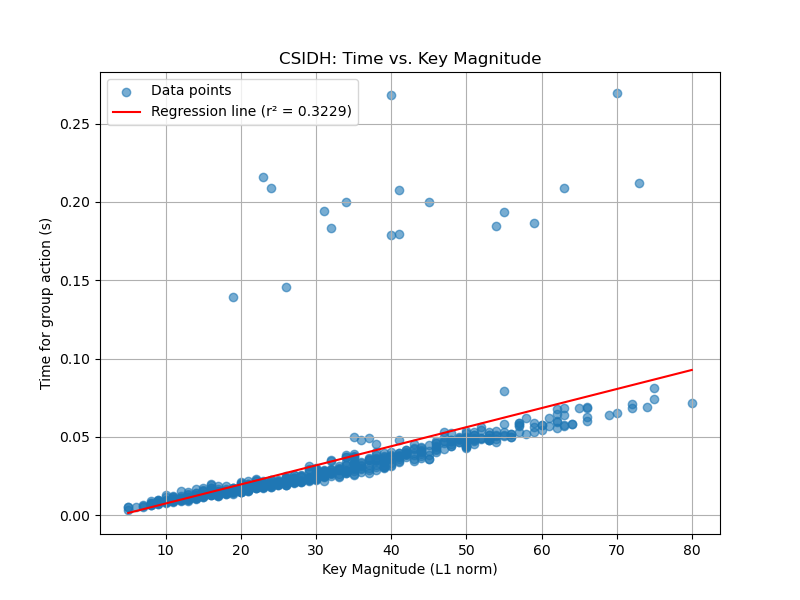 CSIDH: Time vs. Key Magnitude
Data points
Regression line (r² = 0.3229)
Time for group action (s)
0.25
0.20
0.15
0.10
0.05
0.00
10 20 30 40 50 60 70 80
Key Magnitude (L1 norm)